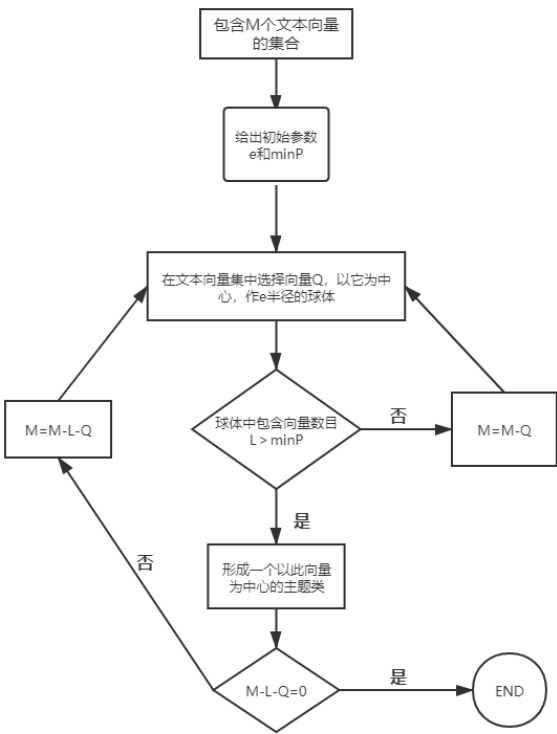 包含M个文本向量
的集合
给出初始参数
e和minP
在文本向量集中选择向量Q，以它为中
心，作e半径的球体
球体中包含向量数目
L＞minP
否
M=M-L-Q
M=M-Q
是
形成一个以此向量
为中心的主题类
否
M-L-Q=0
是
END